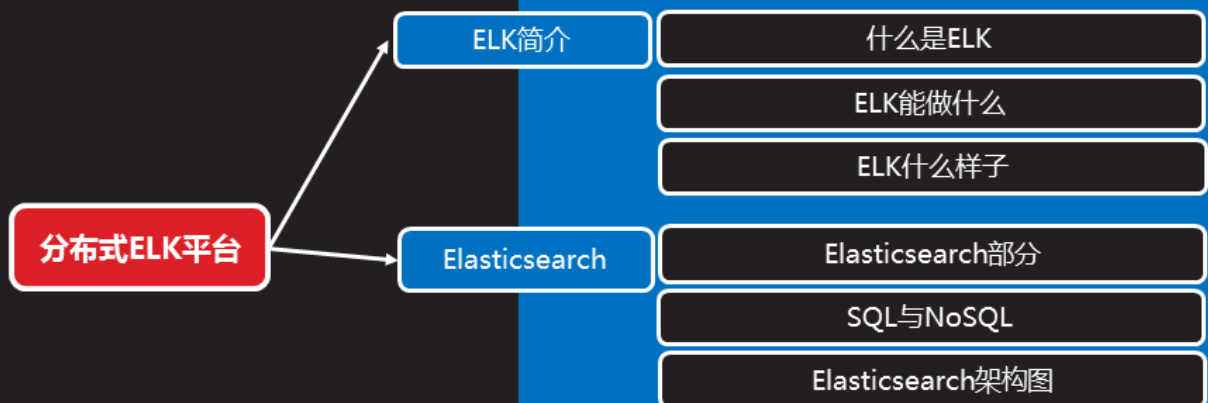 分布式ELK平台
ELK简介
什么是ELK
ELK能做什么
ELK什么样子
Elasticsearch
Elasticsearch部分
SQL与NoSQL
Elasticsearch架构图